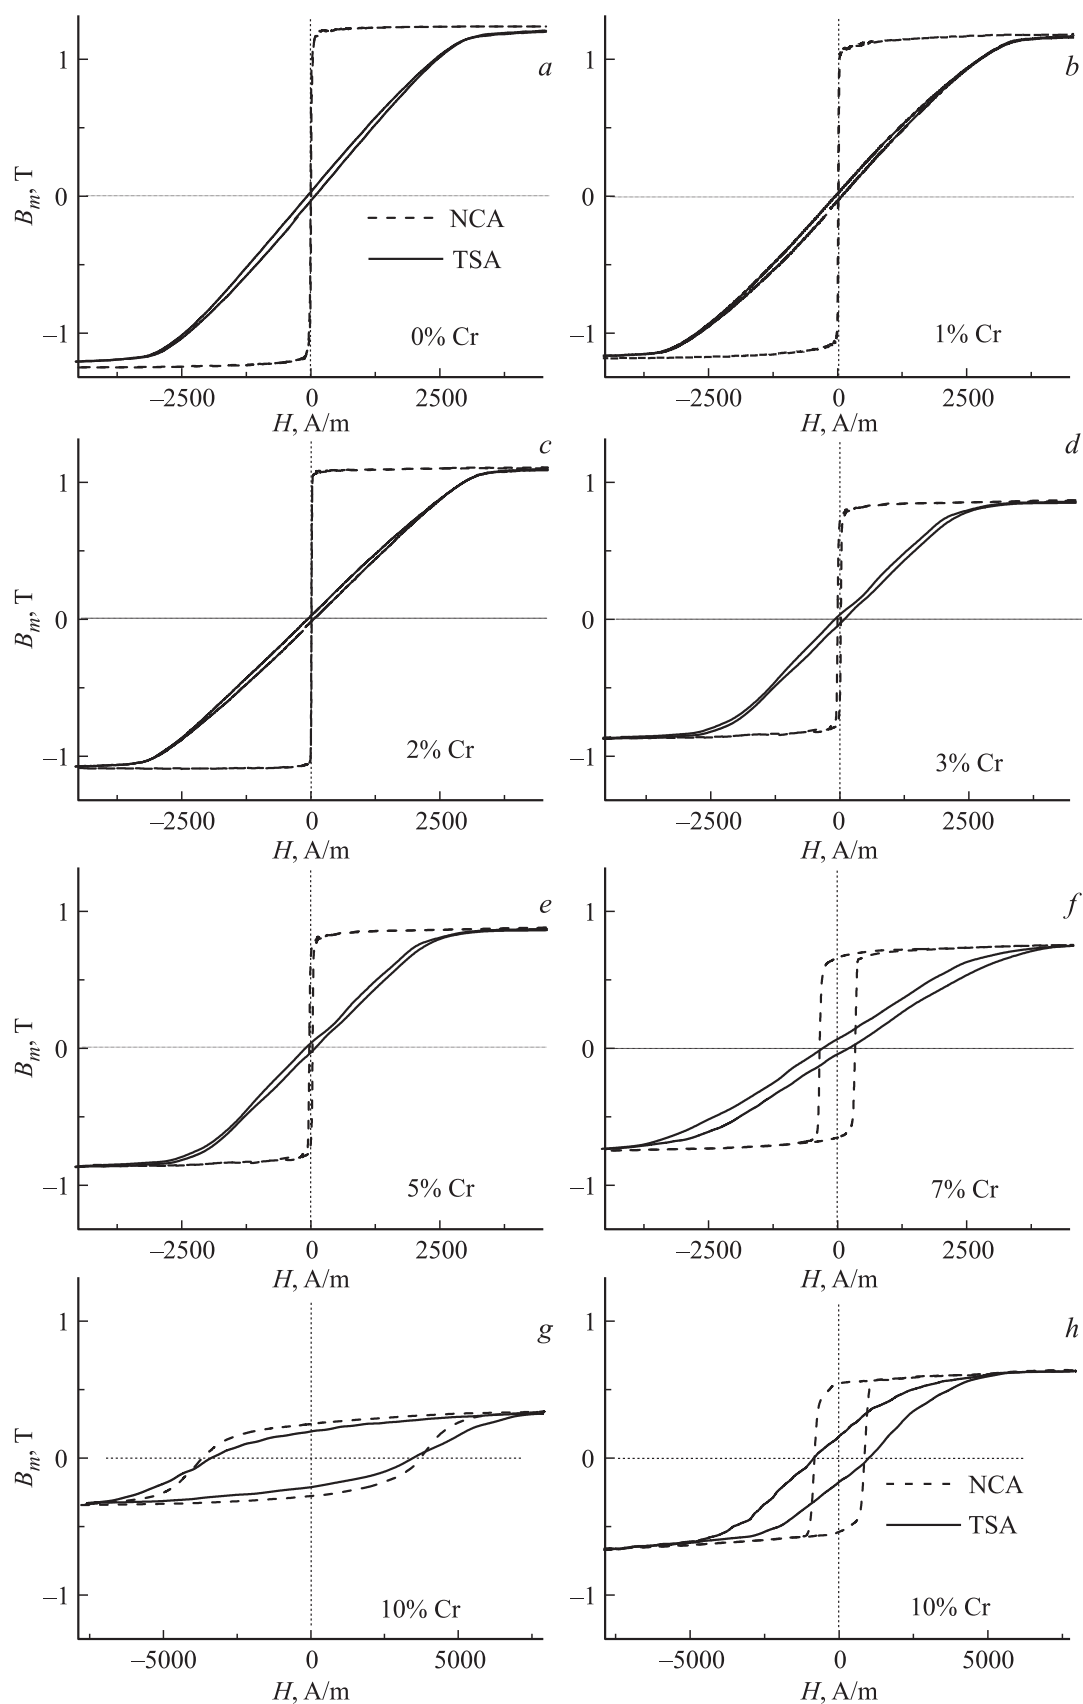 a
1
0
–1
B_m, T
NCA
TSA
0% Cr
–2500 0 2500
H, A/m
b
1
0
–1
1% Cr
–2500 0 2500
H, A/m
c
1
0
–1
B_m, T
2% Cr
–2500 0 2500
H, A/m
d
1
0
–1
3% Cr
–2500 0 2500
H, A/m
e
1
0
–1
B_m, T
5% Cr
–2500 0 2500
H, A/m
f
1
0
–1
7% Cr
–2500 0 2500
H, A/m
g
1
0
–1
B_m, T
10% Cr
–5000 0 5000
H, A/m
h
1
0
–1
NCA
TSA
10% Cr
–5000 0 5000
H, A/m